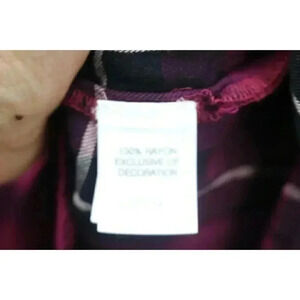 100% RAYON
EXCLUSIVE OF
DECORATION